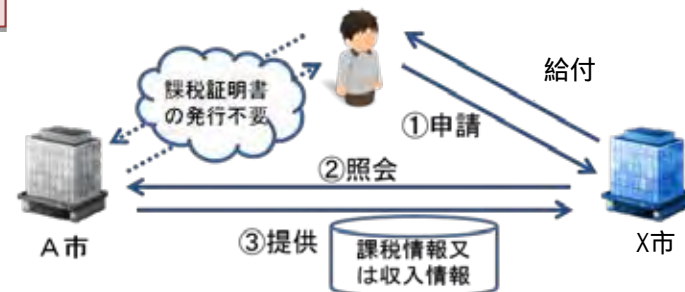 課税証明書
の発行不要
給付
①申請
②照会
A市
③提供
課税情報又
は収入情報
X市